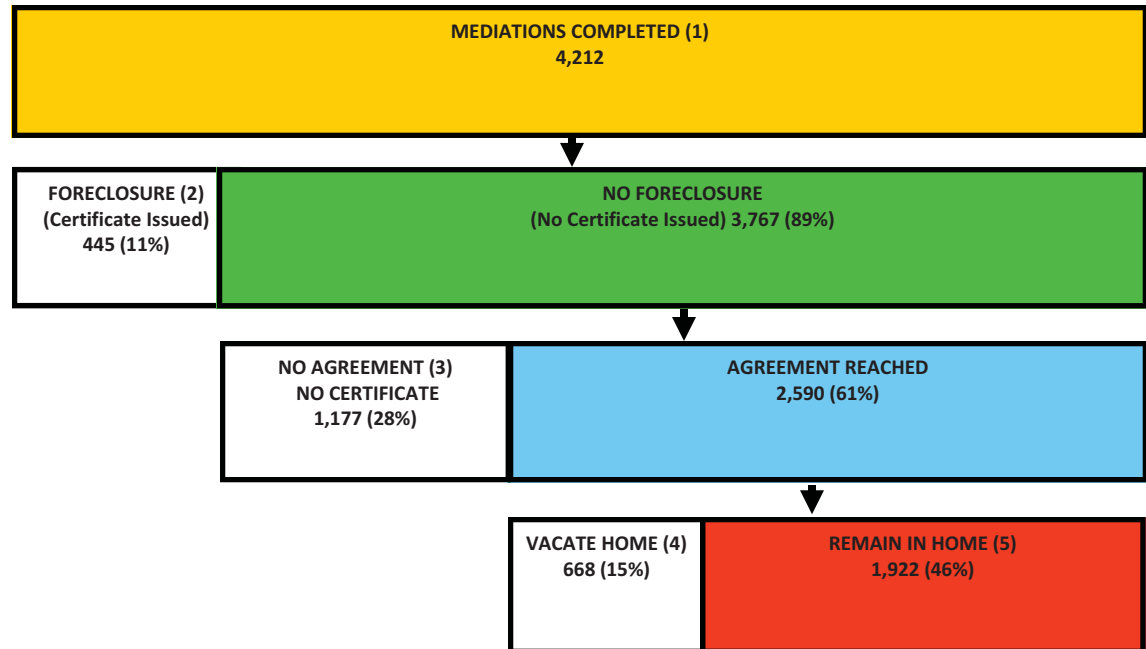 MEDIATIONS COMPLETED (1)
4,212
FORECLOSURE (2)
(Certificate Issued)
445 (11%)
NO FORECLOSURE
(No Certificate Issued) 3,767 (89%)
NO AGREEMENT (3)
NO CERTIFICATE
1,177 (28%)
AGREEMENT REACHED
2,590 (61%)
VACATE HOME (4)
668 (15%)
REMAIN IN HOME (5)
1,922 (46%)